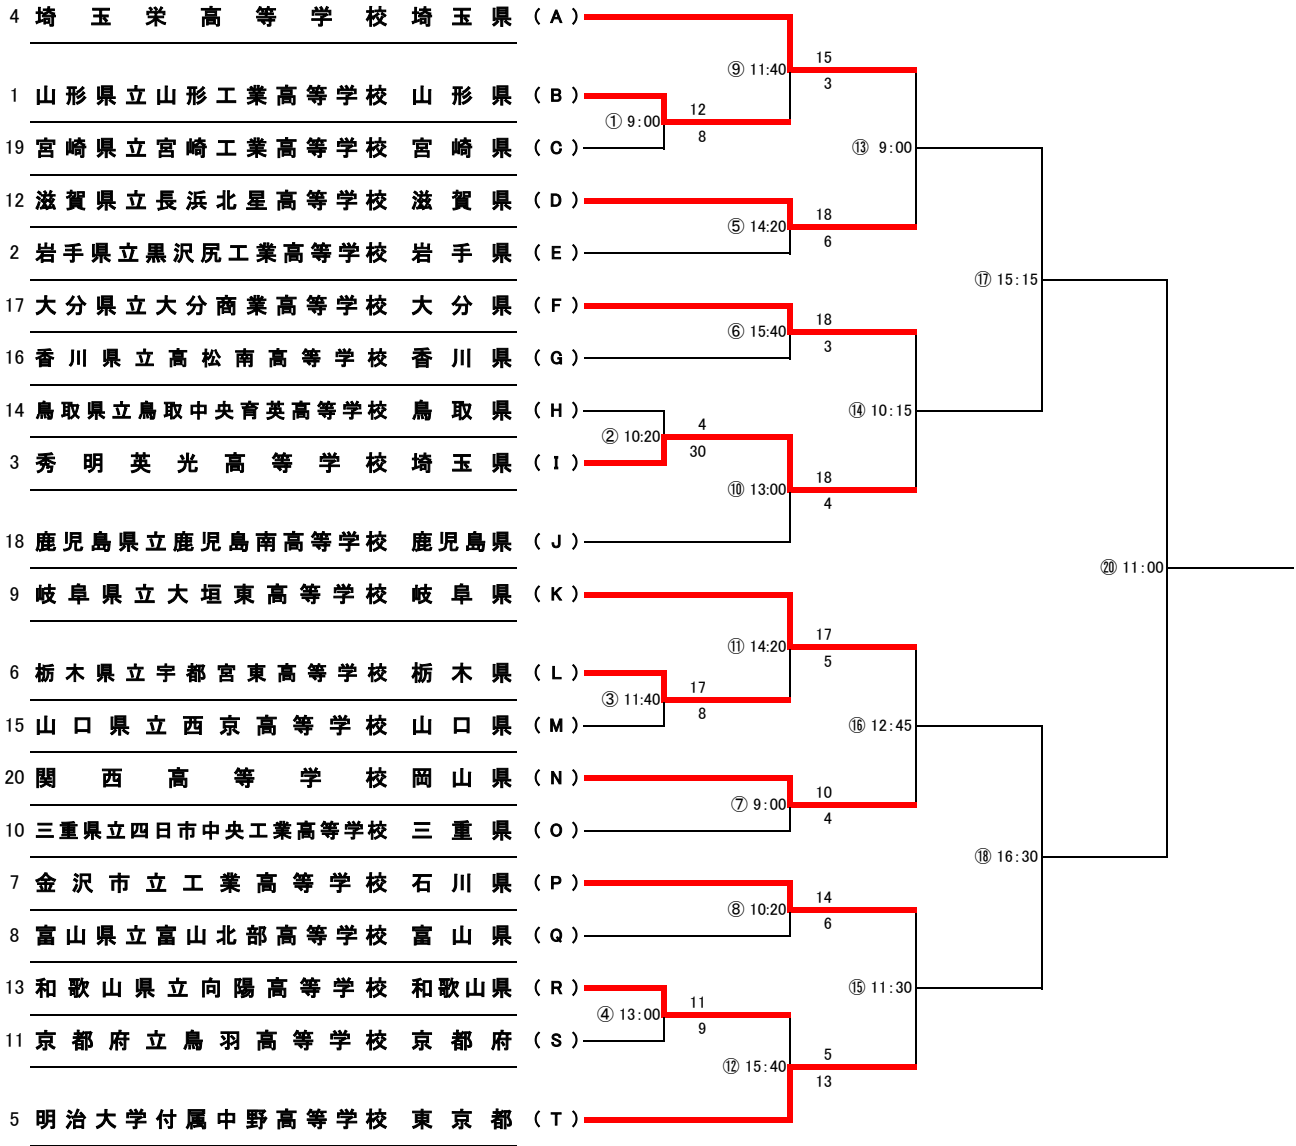 4 埼玉栄高等学校 埼玉県 (A)
15
⑨ 11:40
3
1 山形県立山形工業高等学校 山形県 (B)
12
① 9:00
8
19 宮崎県立宮崎工業高等学校 宮崎県 (C)
⑬ 9:00
12 滋賀県立長浜北星高等学校 滋賀県 (D)
18
⑤ 14:20
6
2 岩手県立黒沢尻工業高等学校 岩手県 (E)
⑰ 15:15
17 大分県立大分商業高等学校 大分県 (F)
18
⑥ 15:40
3
16 香川県立高松南高等学校 香川県 (G)
14 鳥取県立鳥取中央育英高等学校 鳥取県 (H)
⑭ 10:15
4
② 10:20
30
3 秀明英光高等学校 埼玉県 (I)
18
⑩ 13:00
4
18 鹿児島県立鹿児島南高等学校 鹿児島県 (J)
⑳ 11:00
9 岐阜県立大垣東高等学校 岐阜県 (K)
17
⑪ 14:20
5
6 栃木県立宇都宮東高等学校 栃木県 (L)
17
③ 11:40
8
15 山口県立西京高等学校 山口県 (M)
⑯ 12:45
20 関西高等学校 岡山県 (N)
10
⑦ 9:00
4
10 三重県立四日市中央工業高等学校 三重県 (O)
⑱ 16:30
7 金沢市立工業高等学校 石川県 (P)
14
⑧ 10:20
6
8 富山県立富山北部高等学校 富山県 (Q)
13 和歌山県立向陽高等学校 和歌山県 (R)
⑮ 11:30
11
④ 13:00
9
11 京都府立鳥羽高等学校 京都府 (S)
5
⑫ 15:40
13
5 明治大学付属中野高等学校 東京都 (T)